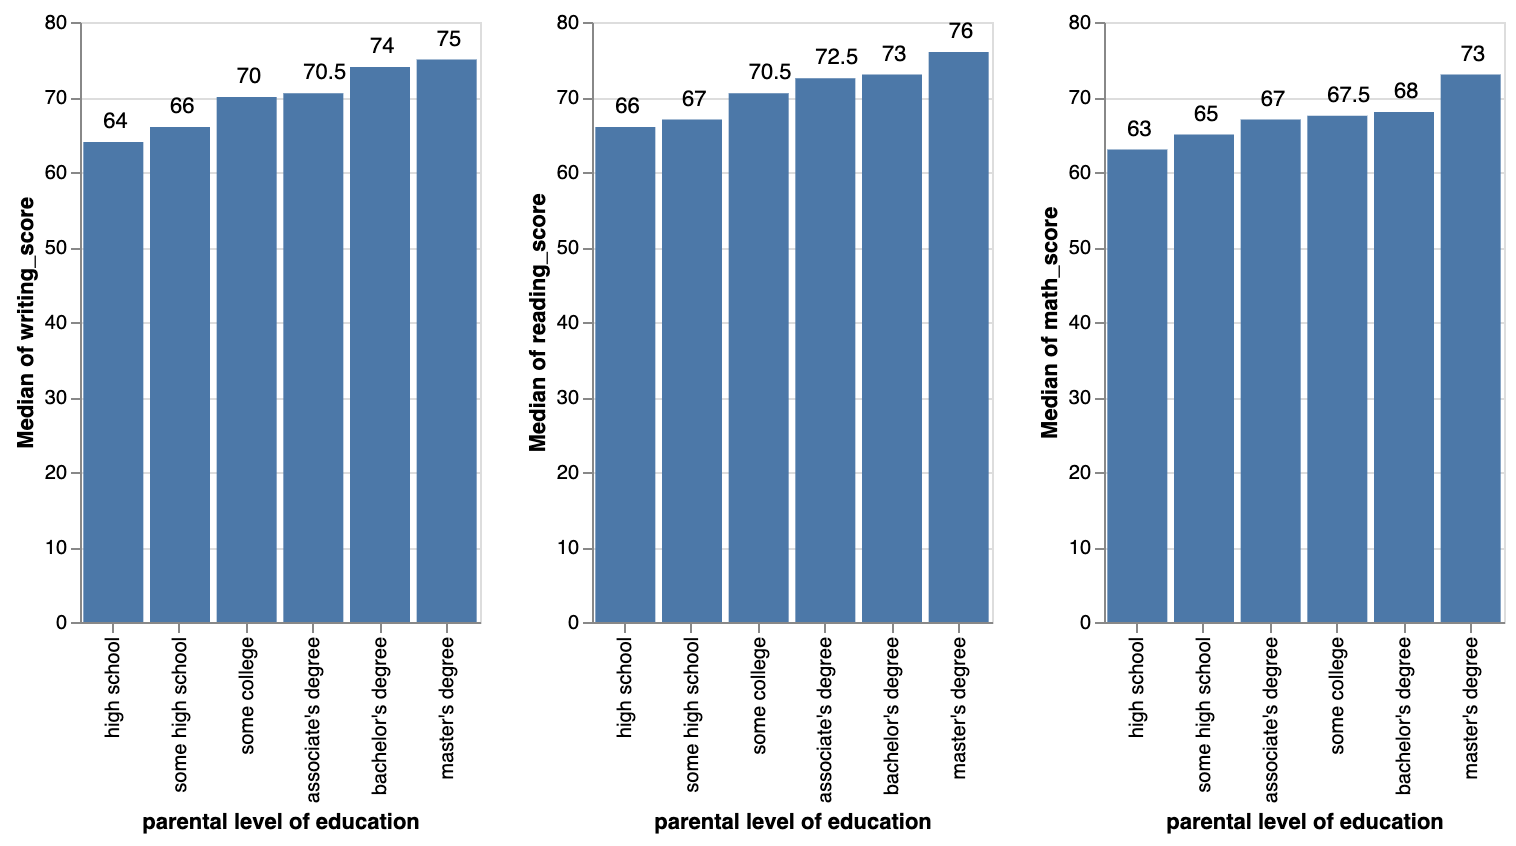 Median of writing_score
80
70
60
50
40
30
20
10
0
64
66
70
70.5
74
75
high school
some high school
some college
associate's degree
bachelor's degree
master's degree
parental level of education
Median of reading_score
80
70
60
50
40
30
20
10
0
66
67
70.5
72.5
73
76
high school
some high school
some college
associate's degree
bachelor's degree
master's degree
parental level of education
Median of math_score
80
70
60
50
40
30
20
10
0
63
65
67
67.5
68
73
high school
some high school
associate's degree
some college
bachelor's degree
master's degree
parental level of education